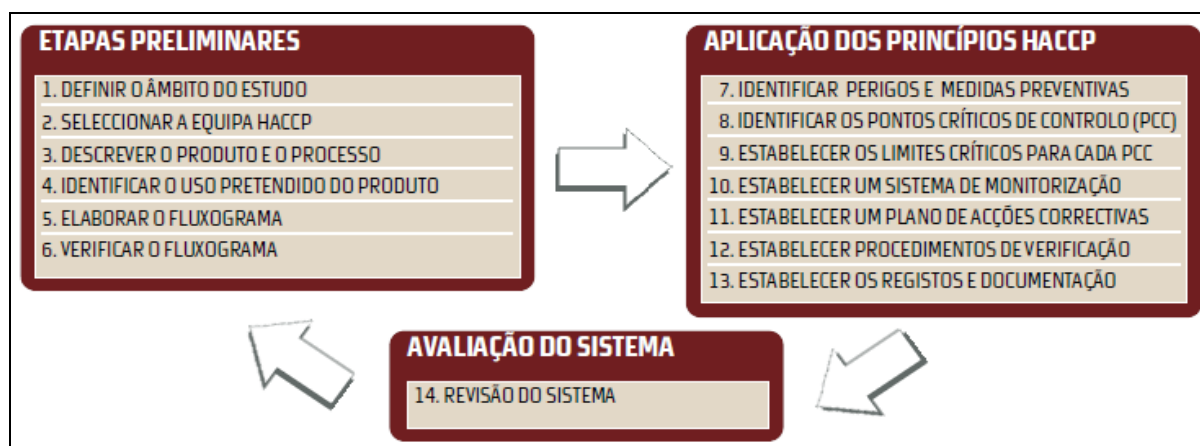 ETAPAS PRELIMINARES
1. DEFINIR O ÂMBITO DO ESTUDO
2. SELECCIONAR A EQUIPA HACCP
3. DESCREVER O PRODUTO E O PROCESSO
4. IDENTIFICAR O USO PRETENDIDO DO PRODUTO
5. ELABORAR O FLUXOGRAMA
6. VERIFICAR O FLUXOGRAMA
APLICAÇÃO DOS PRINCÍPIOS HACCP
7. IDENTIFICAR PERIGOS E MEDIDAS PREVENTIVAS
8. IDENTIFICAR OS PONTOS CRÍTICOS DE CONTROLO (PCC)
9. ESTABELECER OS LIMITES CRÍTICOS PARA CADA PCC
10. ESTABELECER UM SISTEMA DE MONITORIZAÇÃO
11. ESTABELECER UM PLANO DE ACÇÕES CORRECTIVAS
12. ESTABELECER PROCEDIMENTOS DE VERIFICAÇÃO
13. ESTABELECER OS REGISTOS E DOCUMENTAÇÃO
AVALIAÇÃO DO SISTEMA
14. REVISÃO DO SISTEMA